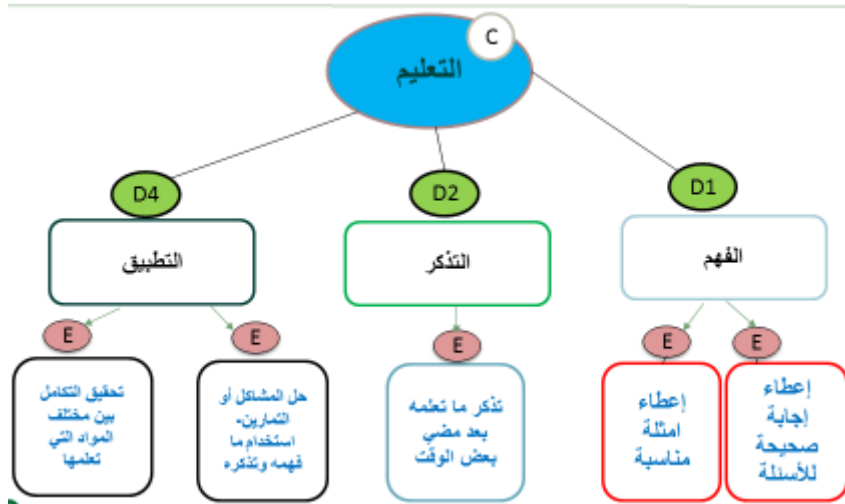 C
التعليم
D1
D2
D4
الفهم
التذكر
التطبيق
E
E
E
E
E
إعطاء
إجابة
صحيحة
للأسئلة
إعطاء
امثلة
مناسبة
تذكر ما تعلمه
بعد مضي
بعض الوقت
حل المشاكل أو
التمارين-
استخدام ما
فهمه وتذكره
تحقيق التكامل
بين مختلف
المواد التي
تعلمها